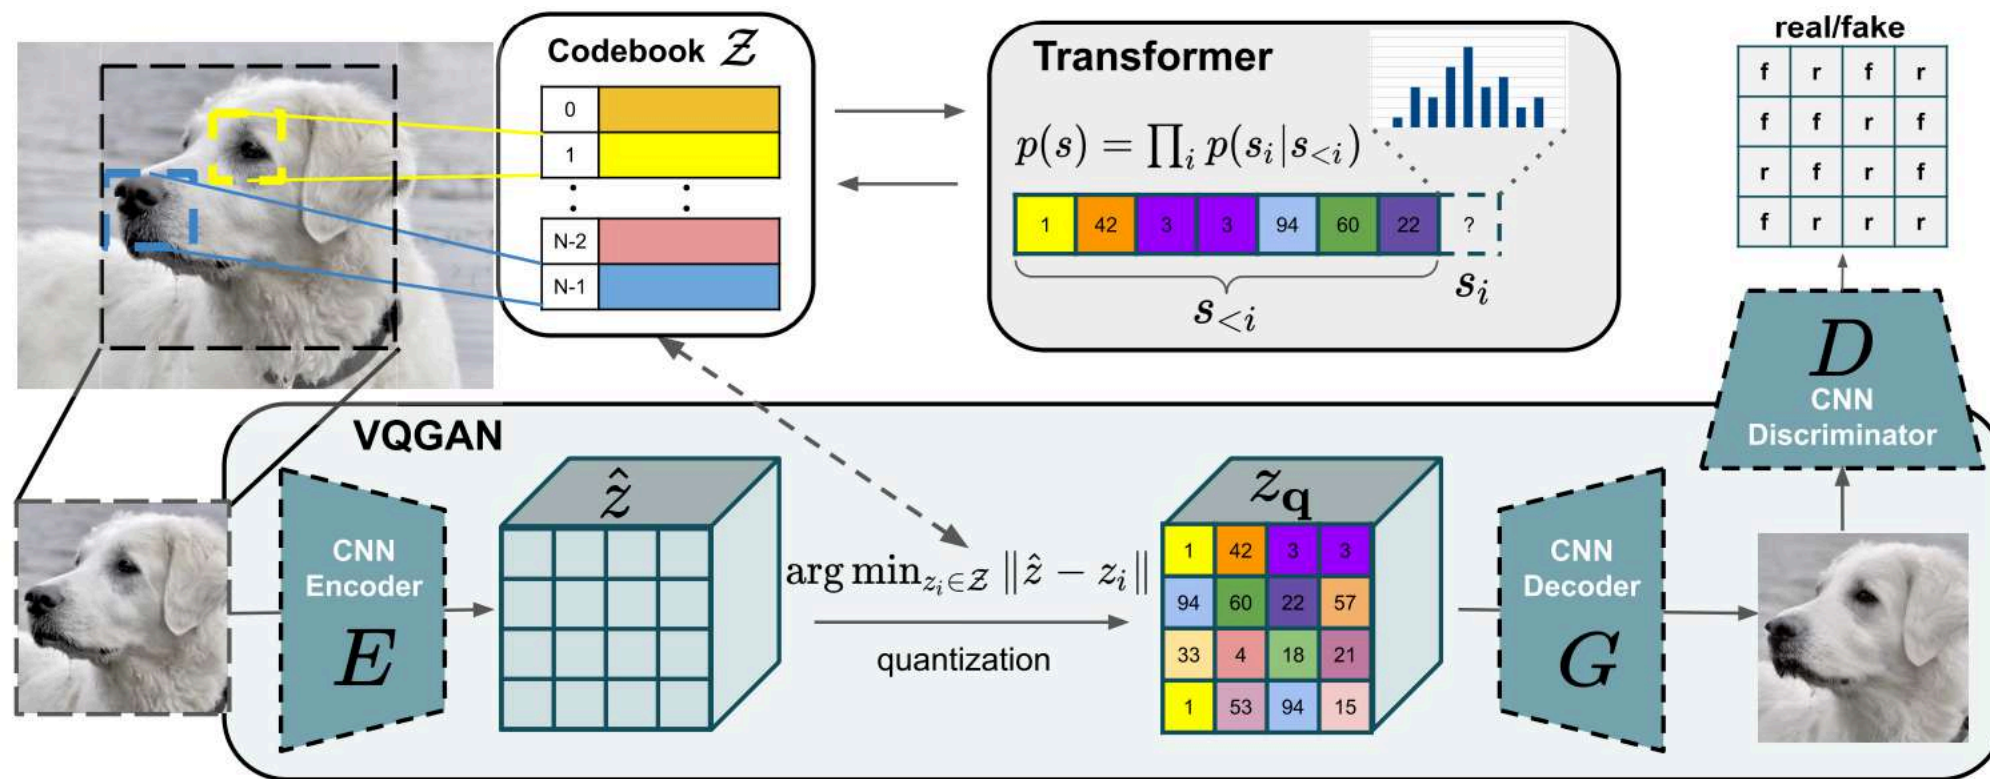 Codebook 𝒵
0
1
⋮ ⋮
N-2
N-1
Transformer
p(s) = ∏ᵢ p(sᵢ|s<ᵢ)
1 42 3 3 94 60 22 ?
s<ᵢ
sᵢ
real/fake
f r f r
f f r f
r f r f
f r r r
D
CNN
Discriminator
VQGAN
CNN
Encoder
E
ẑ
arg min_{zᵢ∈𝒵} ‖ẑ − zᵢ‖
quantization
z_𝐪
1 42 3 3
94 60 22 57
33 4 18 21
1 53 94 15
CNN
Decoder
G